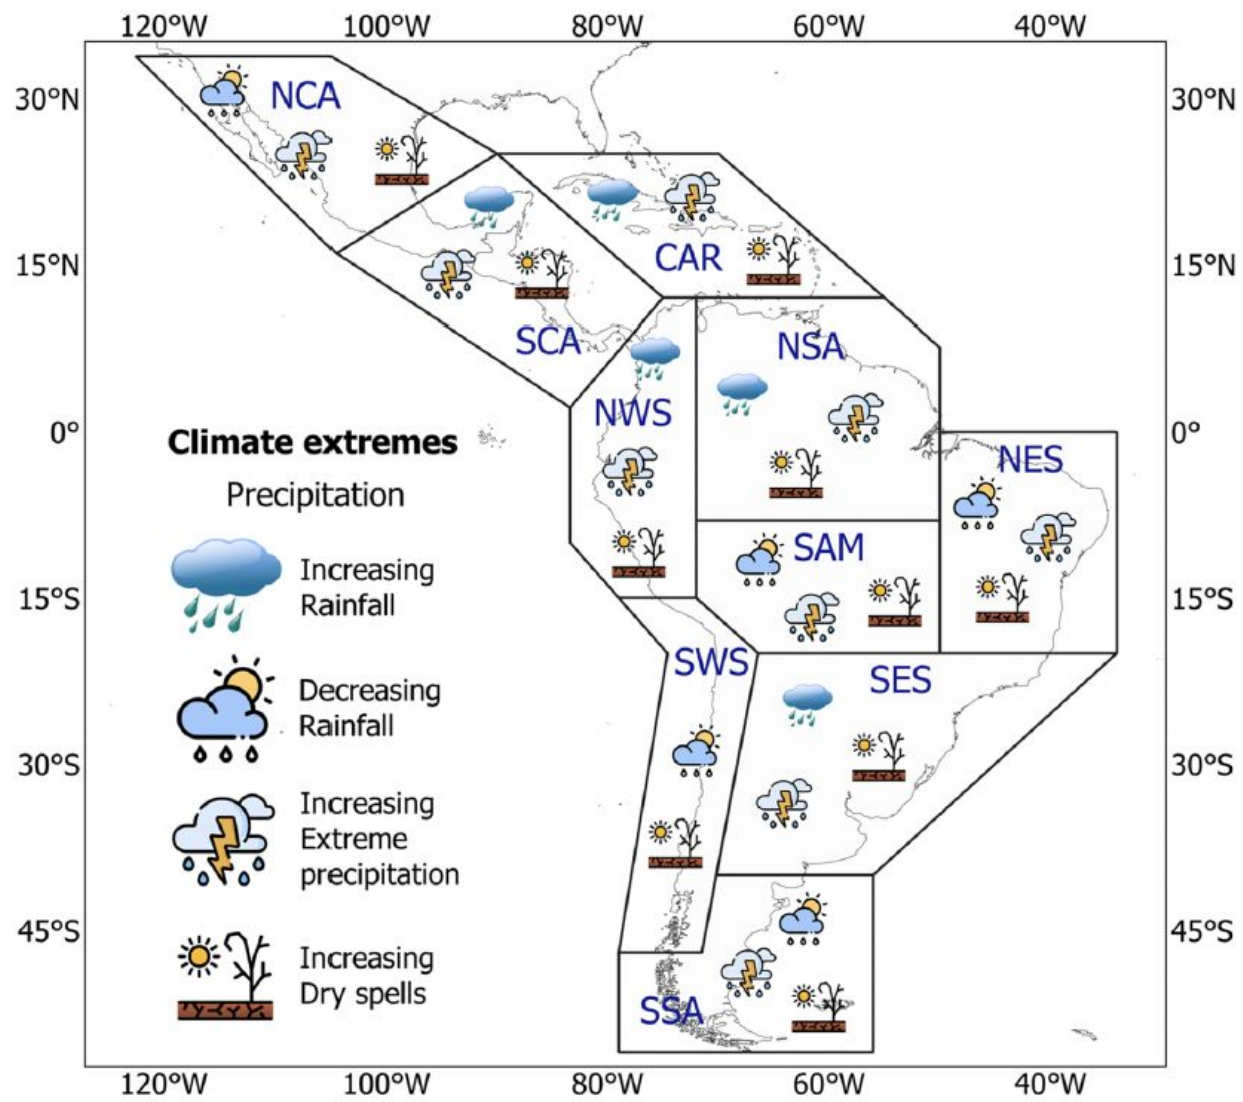 120°W 100°W 80°W 60°W 40°W
30°N NCA 30°N
15°N CAR 15°N
SCA NSA
NWS
0° 0°
Climate extremes
NES
Precipitation
SAM
Increasing
Rainfall
15°S 15°S
SWS SES
Decreasing
Rainfall
30°S 30°S
Increasing
Extreme
precipitation
45°S 45°S
Increasing
Dry spells
SSA
120°W 100°W 80°W 60°W 40°W